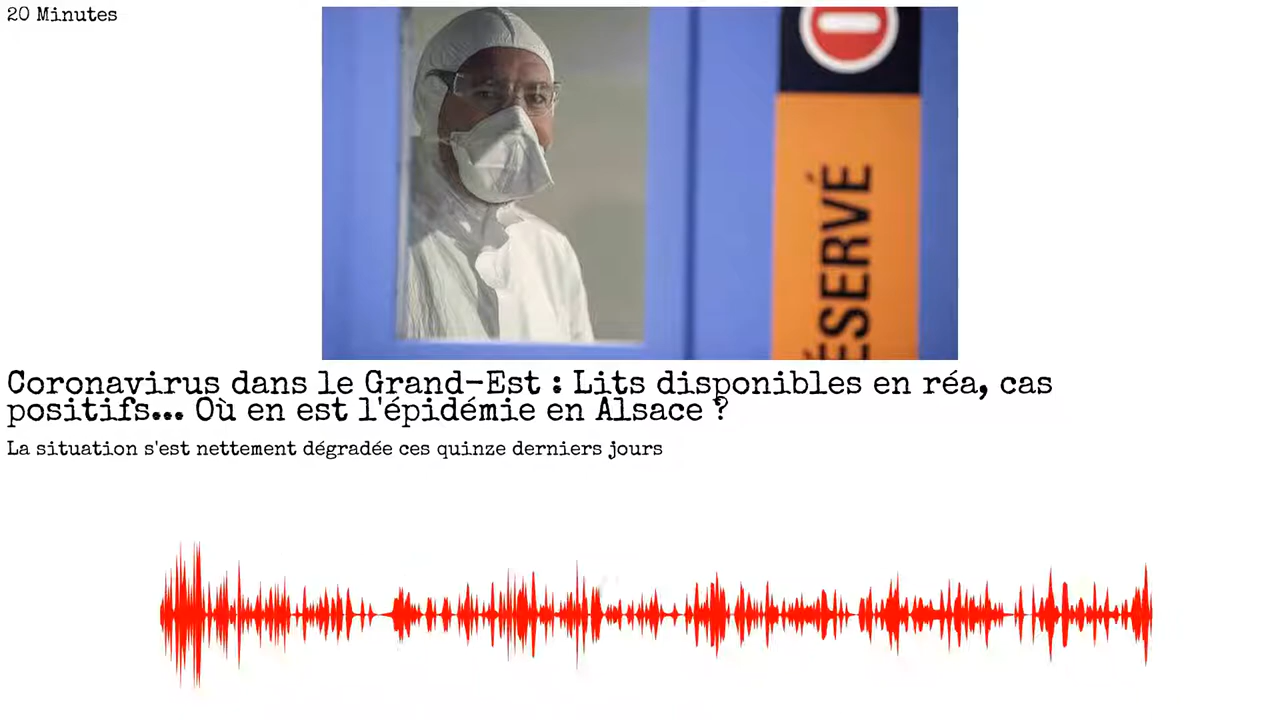 20 Minutes
ÉSERVÉ
Coronavirus dans le Grand-Est : Lits disponibles en réa, cas
positifs... Où en est l'épidémie en Alsace ?
La situation s'est nettement dégradée ces quinze derniers jours